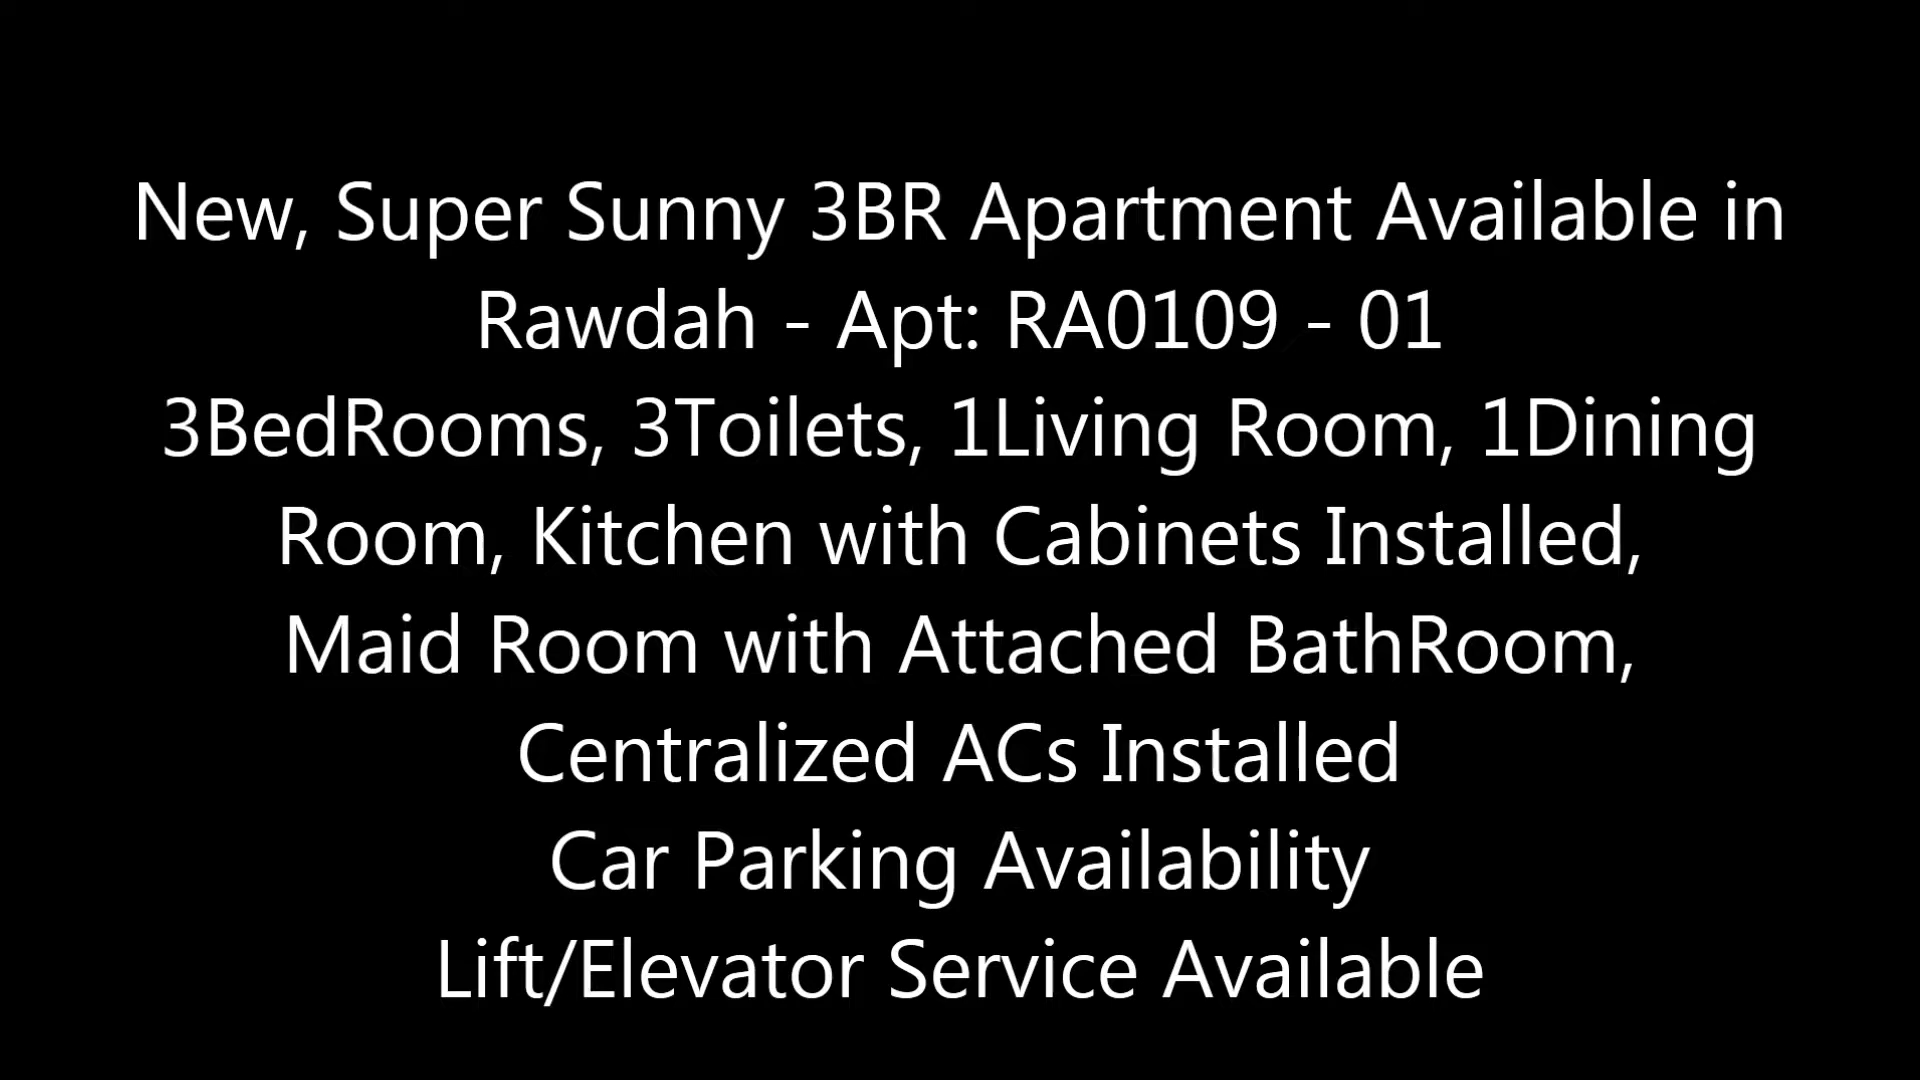 New, Super Sunny 3BR Apartment Available in
Rawdah - Apt: RA0109 - 01
3BedRooms, 3Toilets, 1Living Room, 1Dining
Room, Kitchen with Cabinets Installed,
Maid Room with Attached BathRoom,
Centralized ACs Installed
Car Parking Availability
Lift/Elevator Service Available